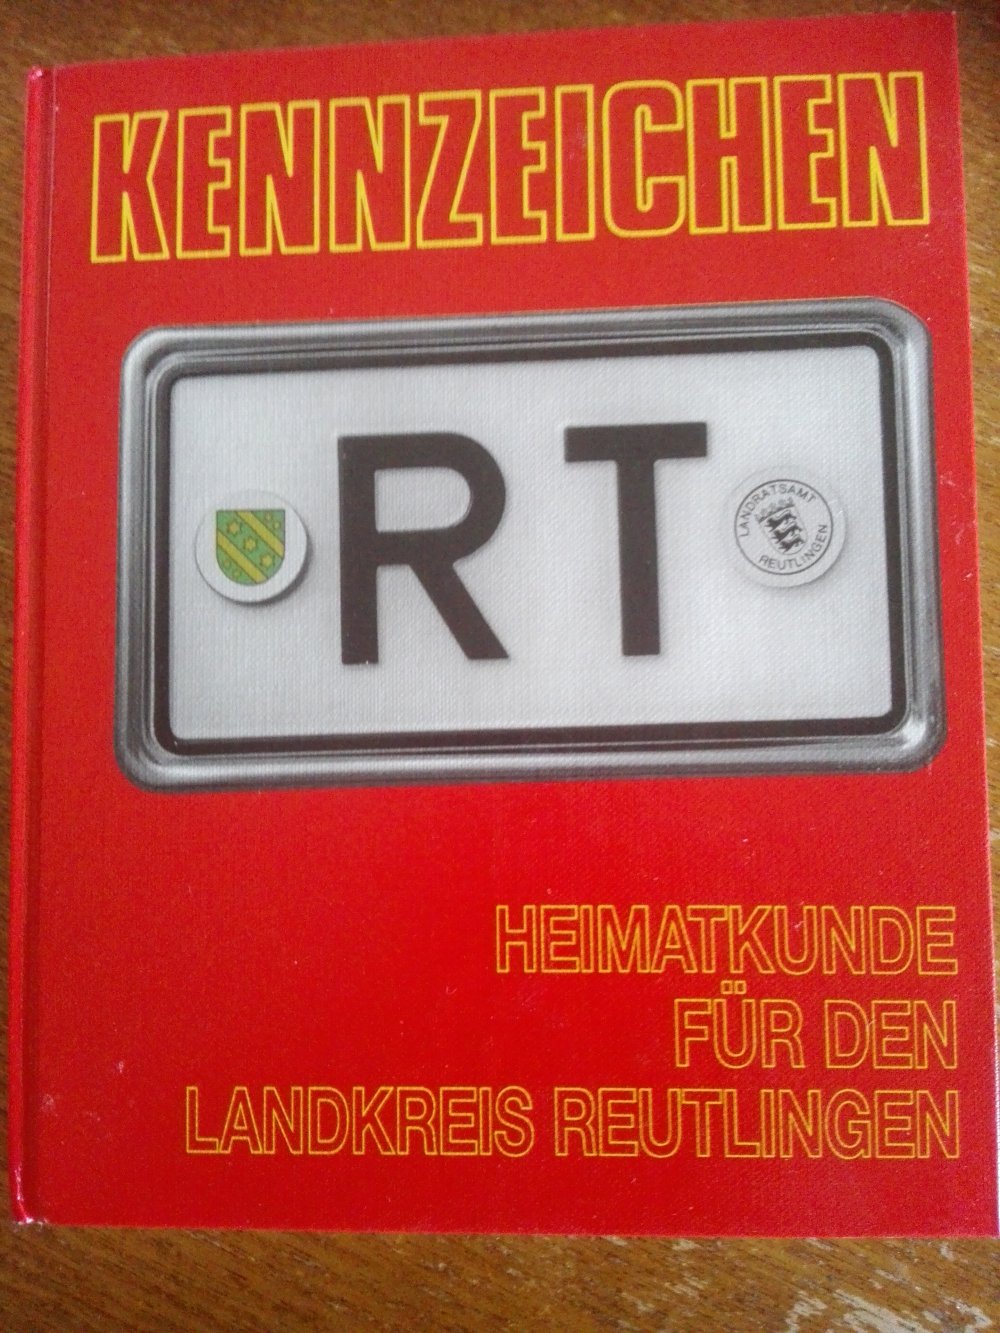 KENNZEICHEN
RT
LANDRATSAMT
REUTLINGEN
HEIMATKUNDE
FÜR DEN
LANDKREIS REUTLINGEN